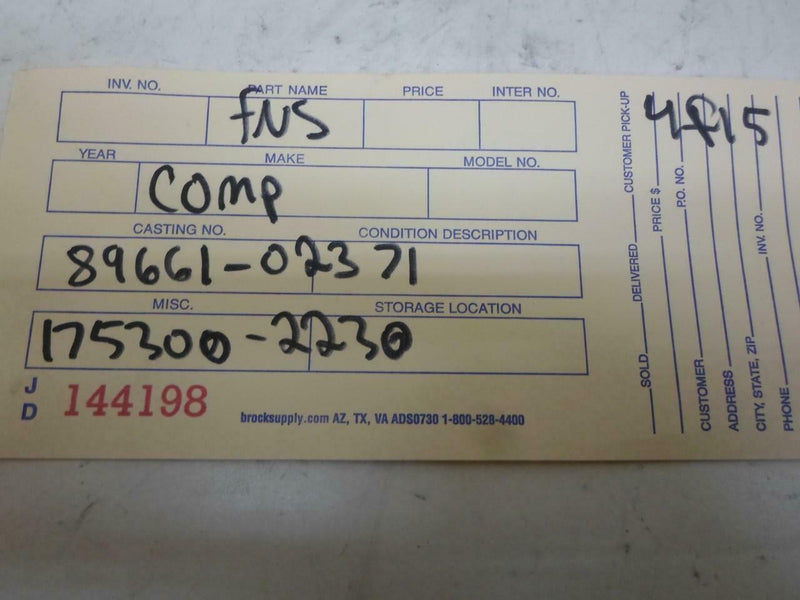 INV. NO. PART NAME PRICE INTER NO.
FNS
YEAR MAKE MODEL NO.
COMP
CASTING NO. CONDITION DESCRIPTION
89661-02371
MISC. STORAGE LOCATION
175300-2230
J D 144198 brocksupply.com AZ, TX, VA ADS0730 1-800-528-4400
SOLD DELIVERED CUSTOMER PICK-UP
PRICE $
P.O. NO.
CUSTOMER
ADDRESS
CITY, STATE, ZIP INV. NO.
PHONE